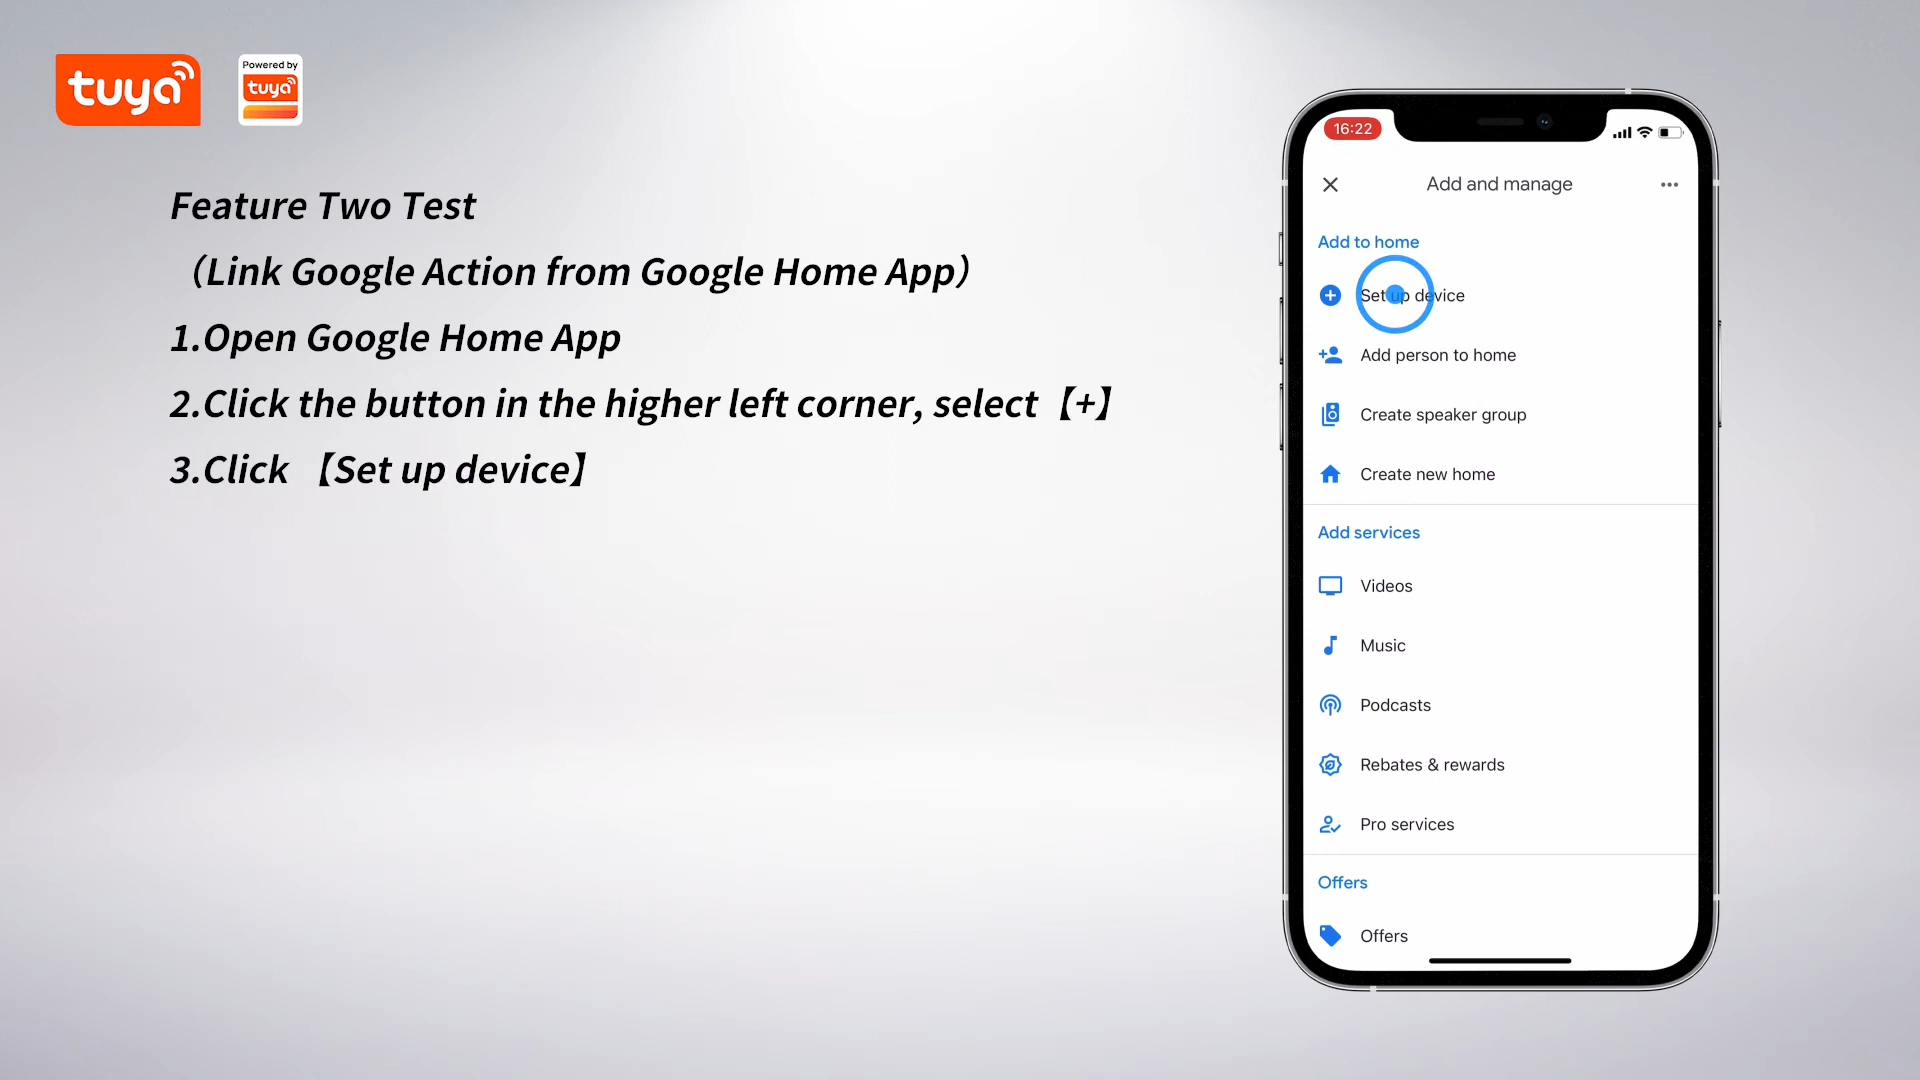 tuya
Powered by
tuya
Feature Two Test
（Link Google Action from Google Home App）
1.Open Google Home App
2.Click the button in the higher left corner, select【+】
3.Click 【Set up device】
16:22
Add and manage
Add to home
Set up device
Add person to home
Create speaker group
Create new home
Add services
Videos
Music
Podcasts
Rebates & rewards
Pro services
Offers
Offers